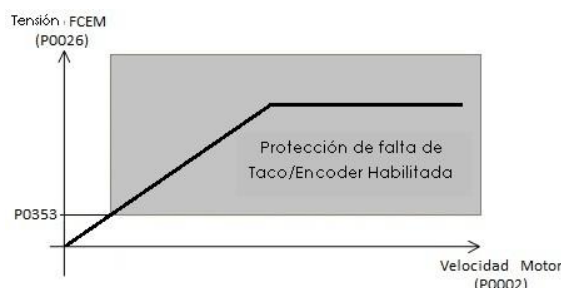 Tensión FCEM
(P0026)
Protección de falta de
Taco/Encoder Habilitada
P0353
Velocidad Motor
(P0002)